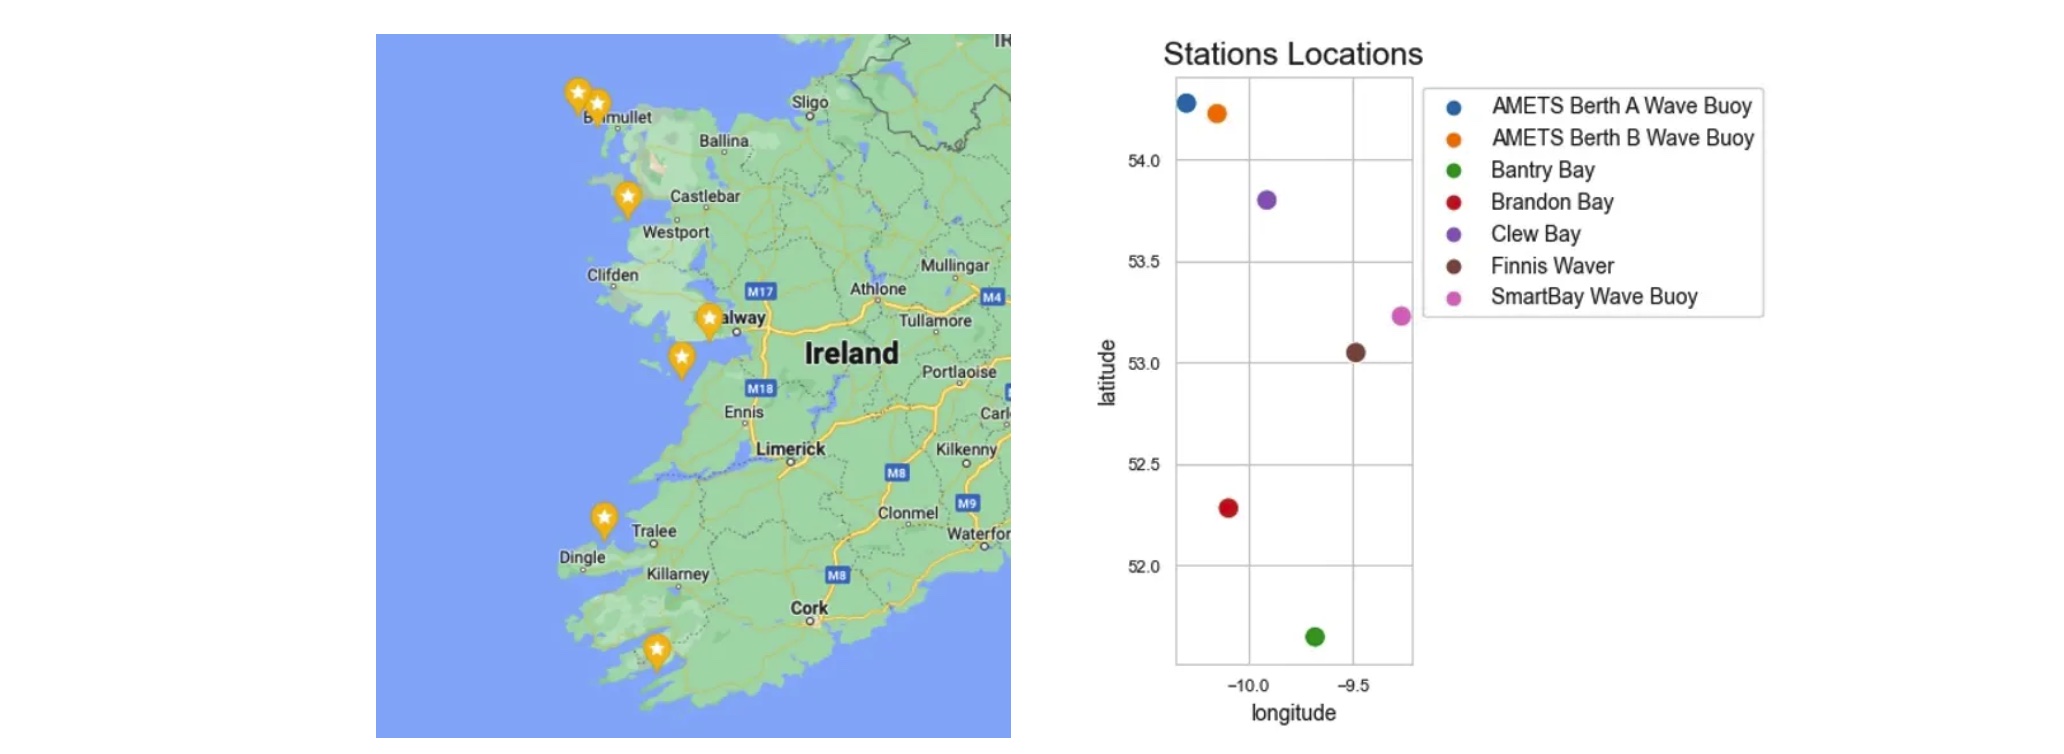 IR
Sligo
B mullet
Ballina
Castlebar
Westport
Clifden
Mullingar
M17
Athlone
M4
alway
Tullamore
Ireland
Portlaoise
M18
Ennis
Carl
Limerick
Kilkenny
M8
M9
Clonmel
Tralee
Waterfor
Dingle
Killarney
M8
Cork
Stations Locations
54.0
53.5
53.0
52.5
52.0
latitude
−10.0 −9.5
longitude
AMETS Berth A Wave Buoy
AMETS Berth B Wave Buoy
Bantry Bay
Brandon Bay
Clew Bay
Finnis Waver
SmartBay Wave Buoy